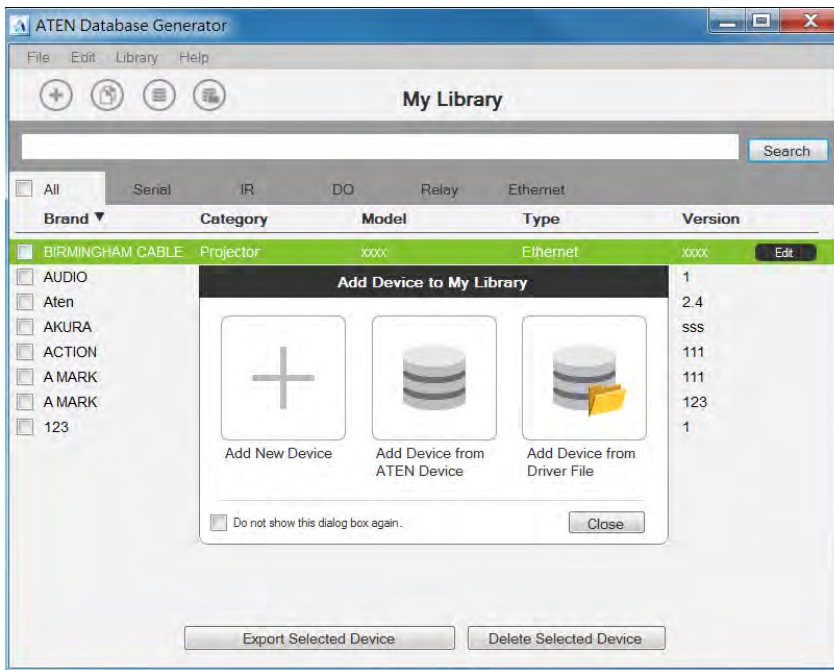 ATEN Database Generator
File Edit Library Help
My Library
Search
All Serial IR DO Relay Ethernet
Brand ▼ Category Model Type Version
BIRMINGHAM CABLE Projector xxxx Ethernet xxxx Edit
AUDIO 1
Aten 2.4
AKURA sss
ACTION 111
A MARK 111
A MARK 123
123 1
Add Device to My Library
Add New Device
Add Device from
ATEN Device
Add Device from
Driver File
Do not show this dialog box again.
Close
Export Selected Device
Delete Selected Device